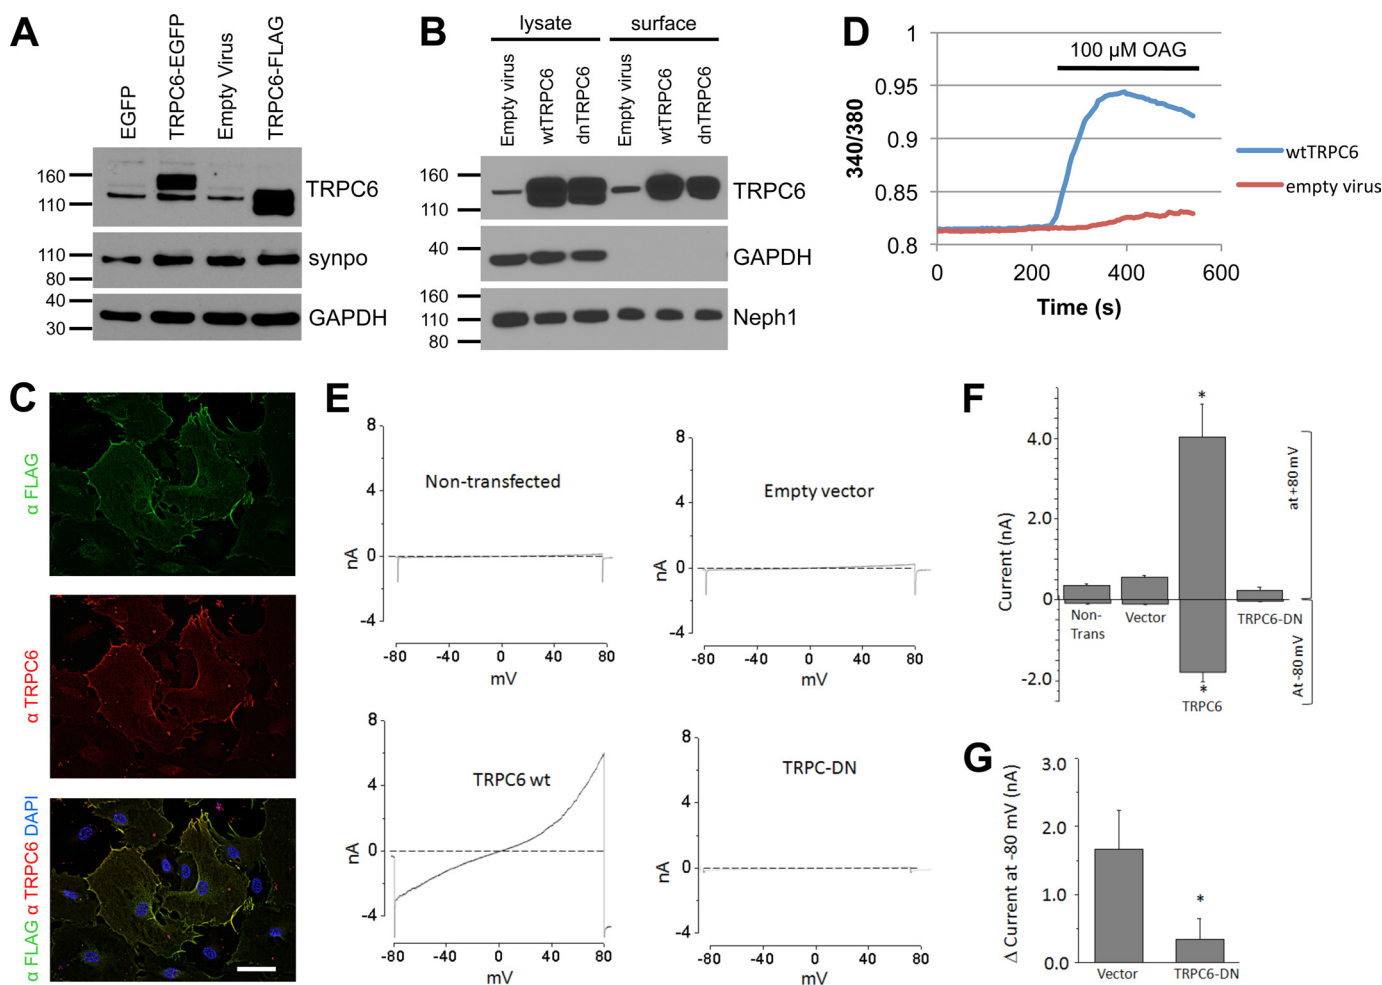 A
EGFP
TRPC6-EGFP
Empty Virus
TRPC6-FLAG
160
110
TRPC6
110
80
synpo
40
30
GAPDH
B
lysate
surface
Empty virus
wtTRPC6
dnTRPC6
Empty virus
wtTRPC6
dnTRPC6
160
110
TRPC6
40
GAPDH
160
110
80
Neph1
D
100 µM OAG
1
0.95
0.9
0.85
0.8
340/380
0
200
400
600
Time (s)
wtTRPC6
empty virus
C
α FLAG
α TRPC6
α FLAG α TRPC6 DAPI
E
8
4
0
-4
nA
Non-transfected
-80
-40
0
40
80
mV
8
4
0
-4
nA
Empty vector
-80
-40
0
40
80
mV
8
4
0
-4
nA
TRPC6 wt
-80
-40
0
40
80
mV
8
4
0
-4
nA
TRPC-DN
-80
-40
0
40
80
mV
F
4.0
2.0
0
-2.0
Current (nA)
*
*
Non-
Trans
Vector
TRPC6
TRPC6-DN
at +80 mV
At -80 mV
G
3.0
2.0
1.0
0.0
Δ Current at -80 mV (nA)
*
Vector
TRPC6-DN